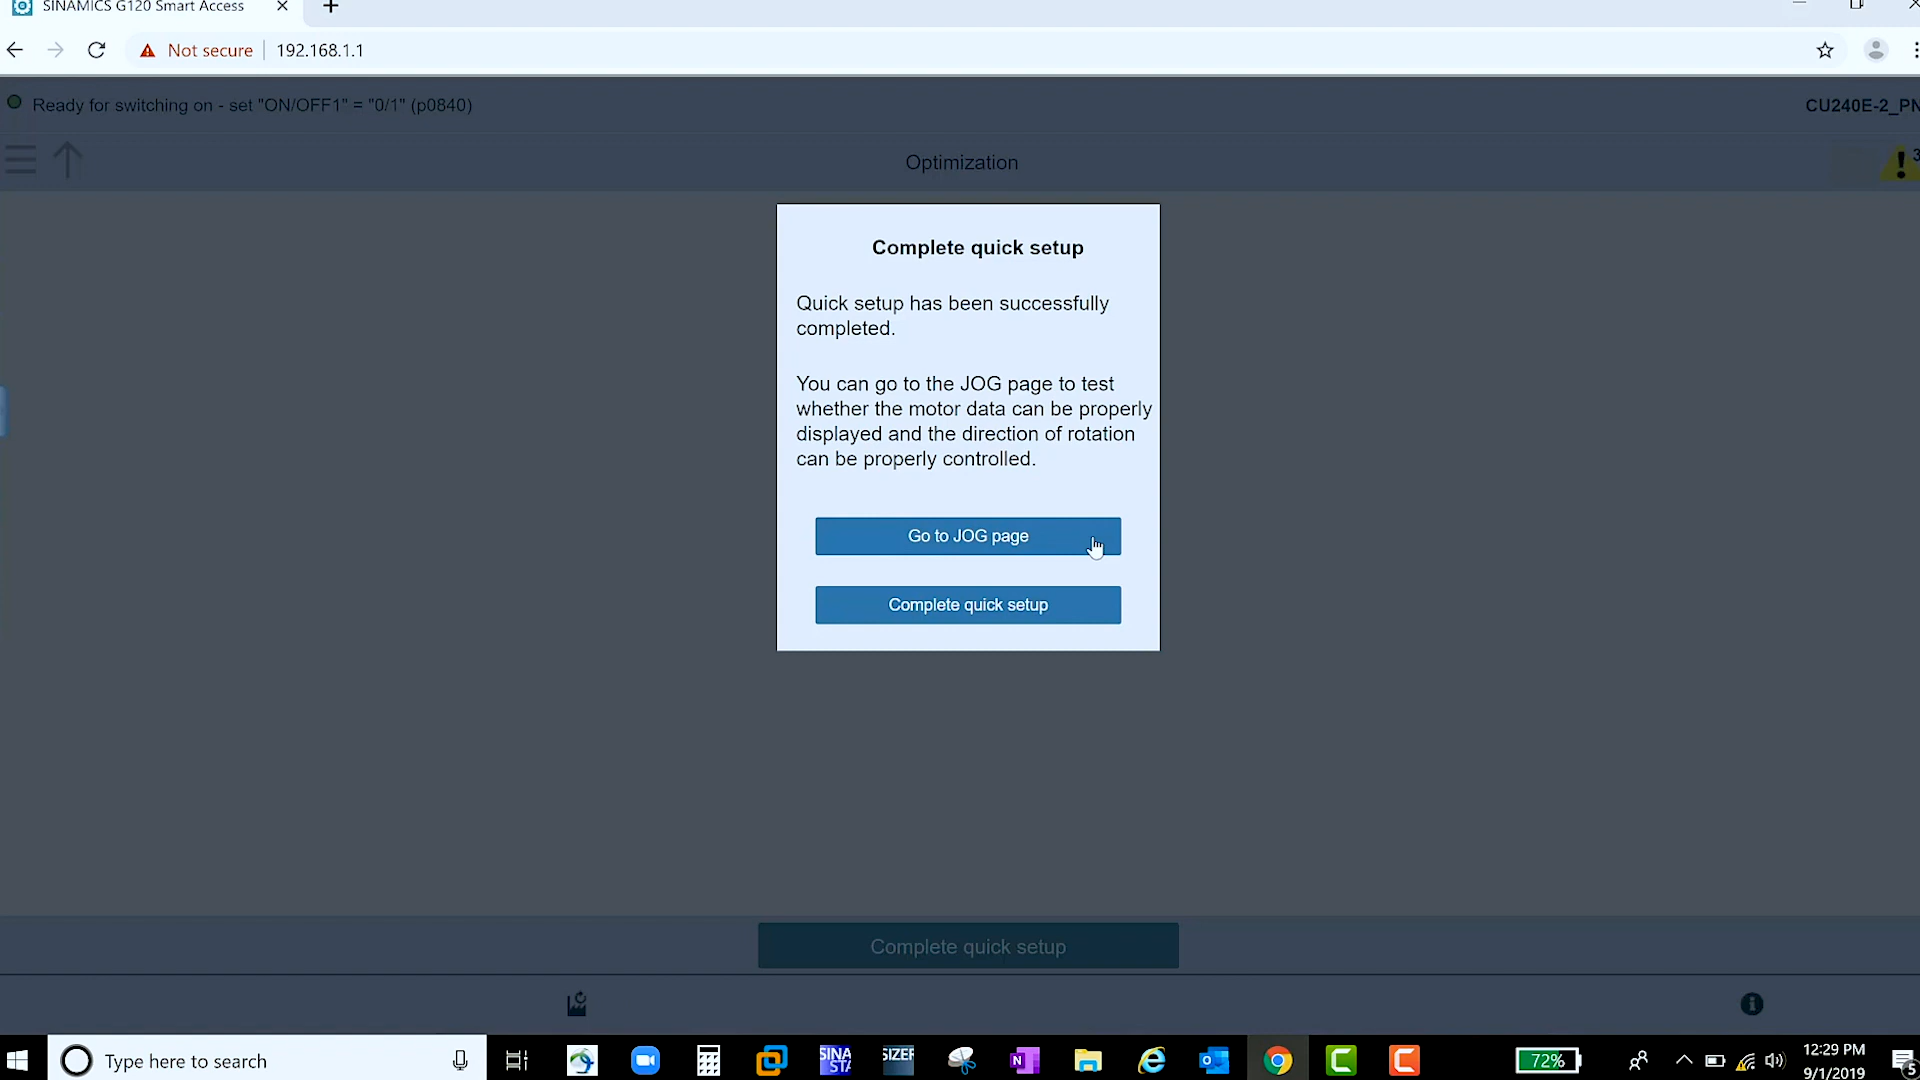 SINAMICS G120 Smart Access
Not secure
192.168.1.1
Ready for switching on - set "ON/OFF1" = "0/1" (p0840)
CU240E-2_PN
Optimization
3
Complete quick setup
Quick setup has been successfully
completed.
You can go to the JOG page to test
whether the motor data can be properly
displayed and the direction of rotation
can be properly controlled.
Go to JOG page
Complete quick setup
Complete quick setup
Type here to search
SINA
STA
SIZER
72%
12:29 PM
9/1/2019
5